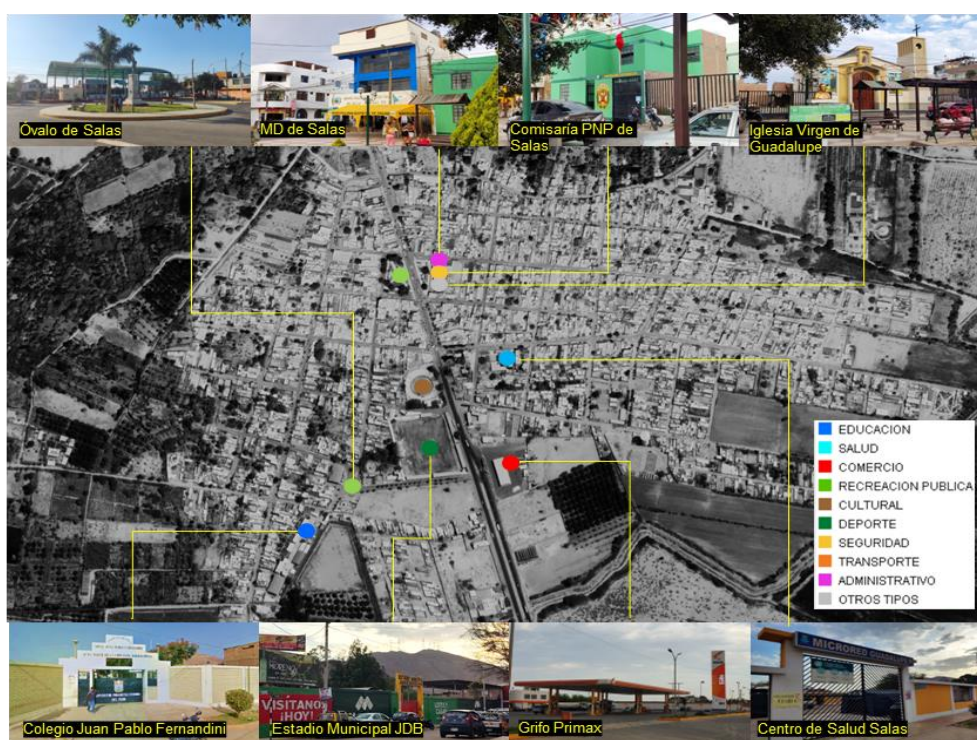 Óvalo de Salas
MD de Salas
Comisaría PNP de
Salas
Iglesia Virgen de
Guadalupe
EDUCACION
SALUD
COMERCIO
RECREACION PUBLICA
CULTURAL
DEPORTE
SEGURIDAD
TRANSPORTE
ADMINISTRATIVO
OTROS TIPOS
VISITANOS
¡HOY!
MICRORED GUADALUPE
Colegio Juan Pablo Fernandini
Estadio Municipal JDB
Grifo Primax
Centro de Salud Salas